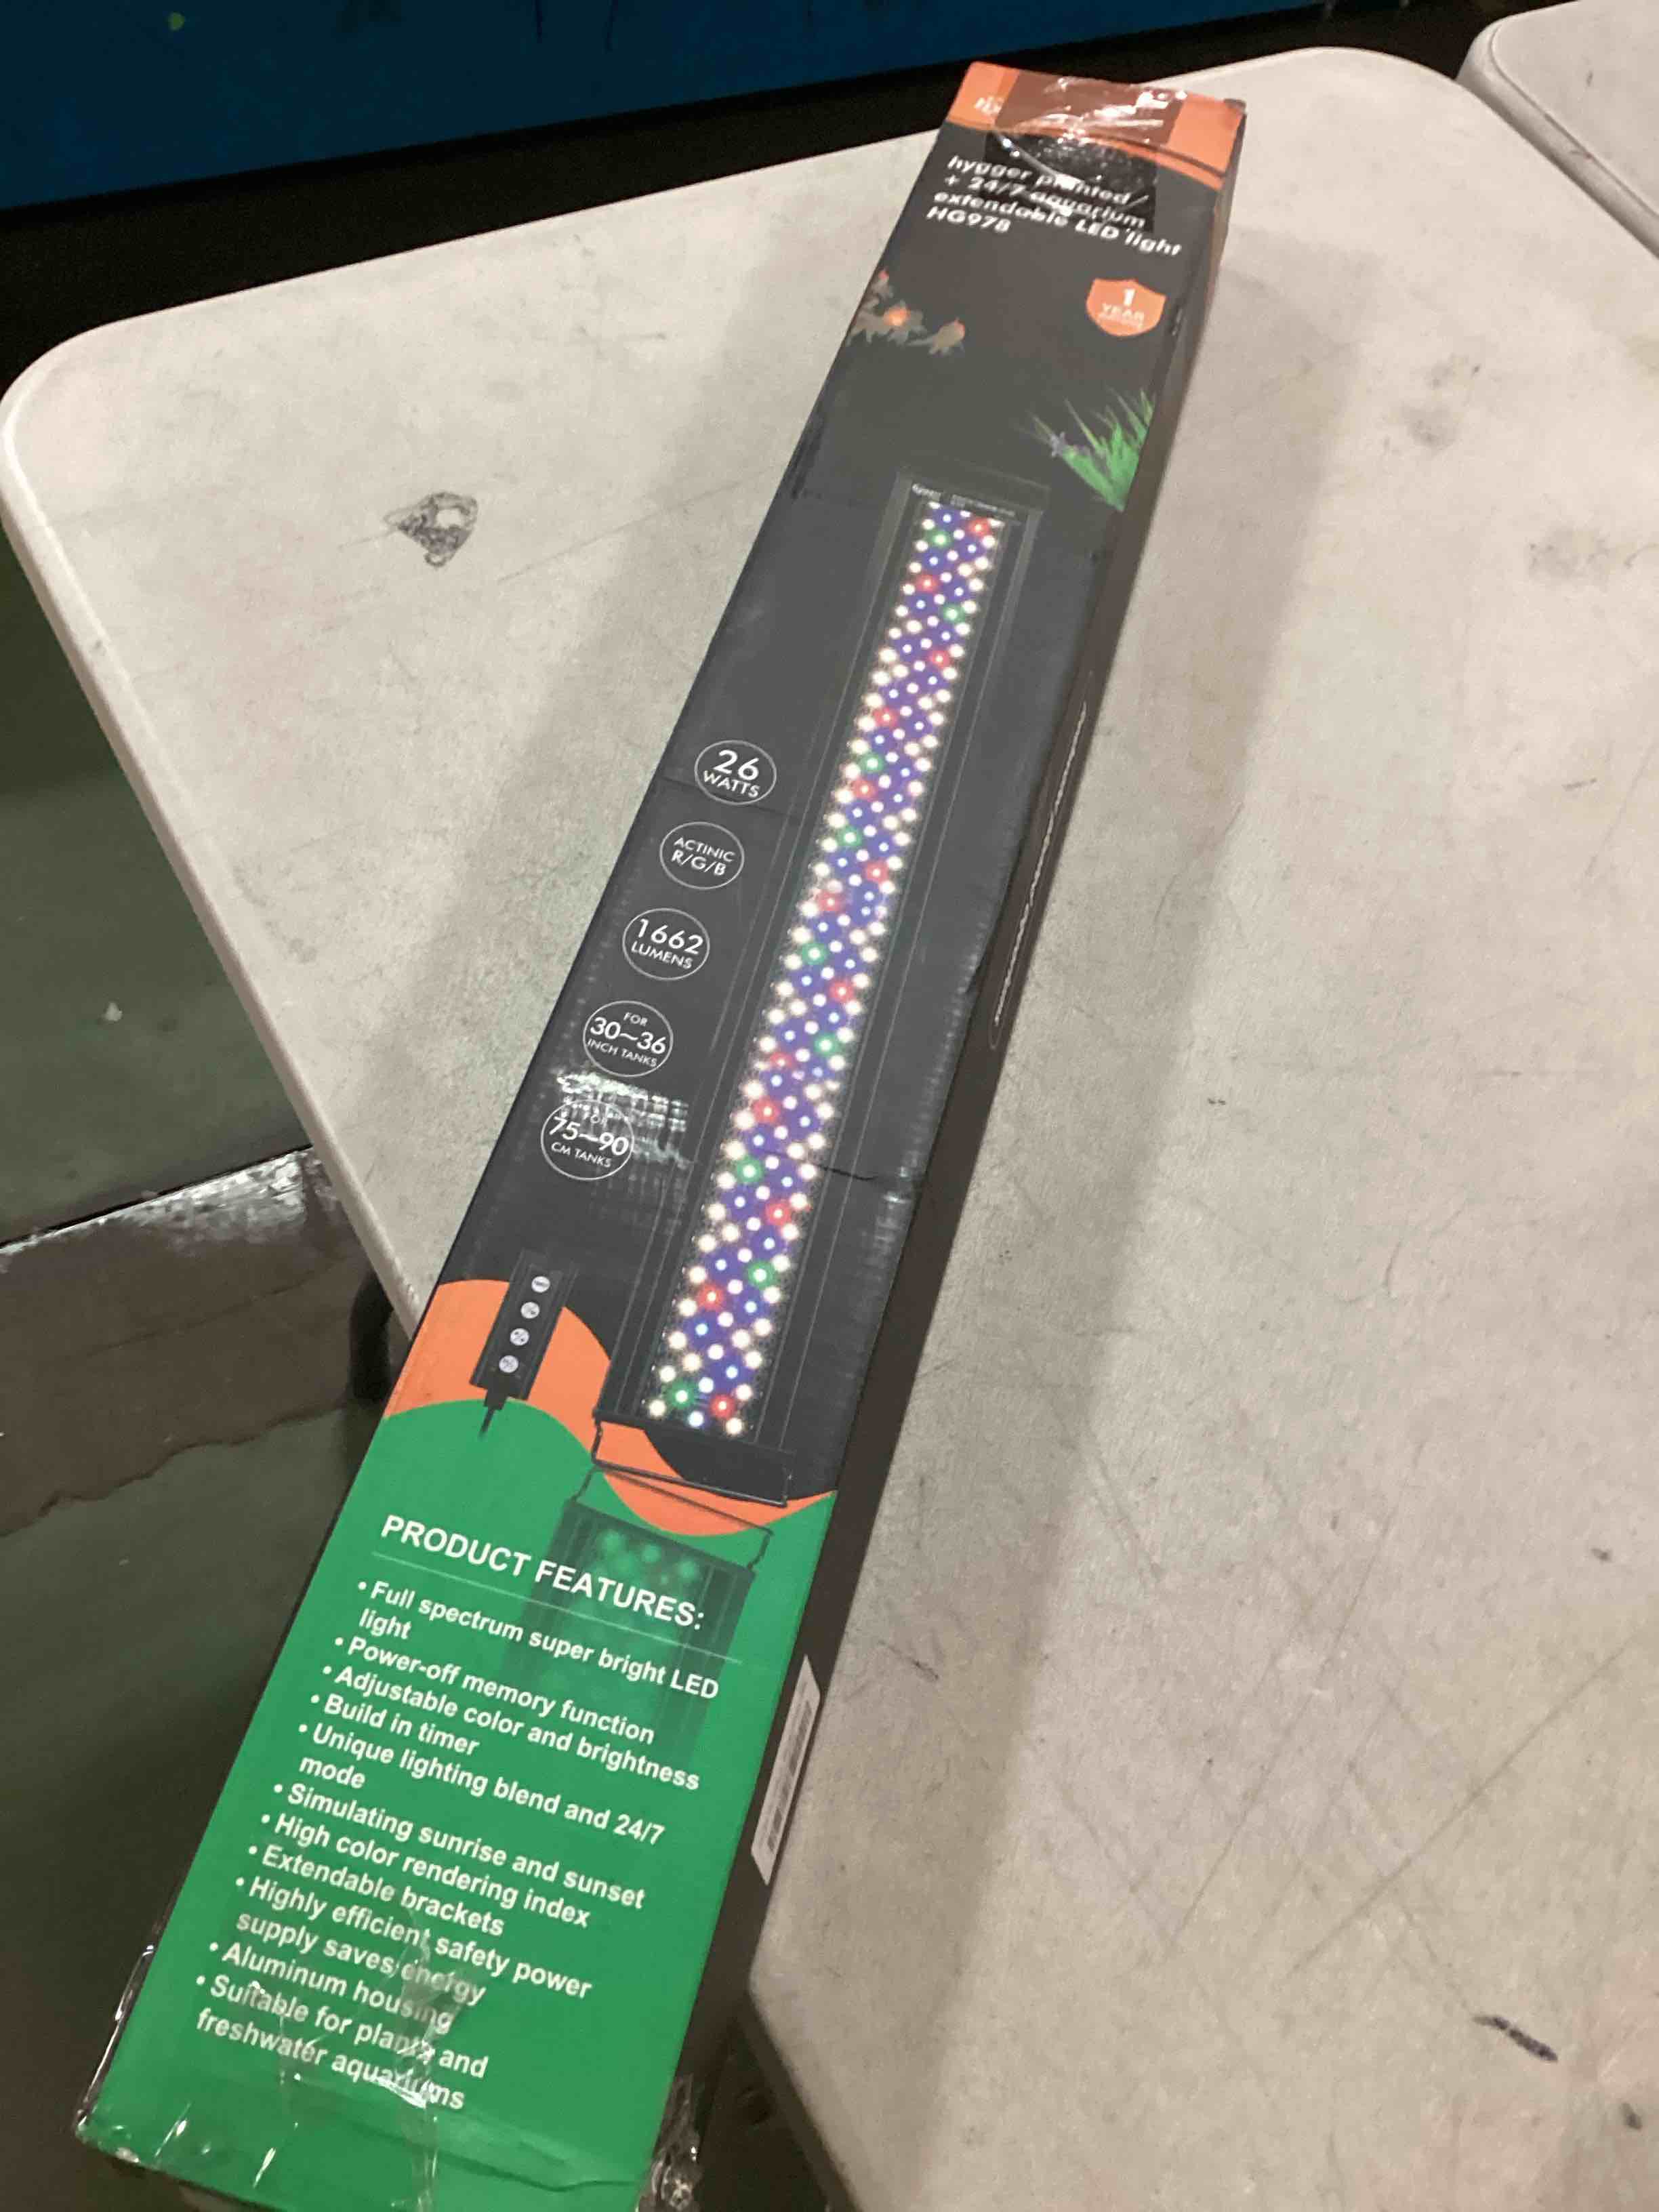 hygger planted
+ 24/7 aquarium
extendable LED light
HG978
1
YEAR
26
WATTS
ACTINIC
R/G/B
1662
LUMENS
FOR
30~36
INCH TANKS
FOR
75~90
CM TANKS
PRODUCT FEATURES:
• Full spectrum super bright LED
light
• Power-off memory function
• Adjustable color and brightness
• Build in timer
• Unique lighting blend and 24/7
mode
• Simulating sunrise and sunset
• High color rendering index
• Extendable brackets
• Highly efficient safety power
supply saves energy
• Aluminum housing
• Suitable for plants and
freshwater aquariums